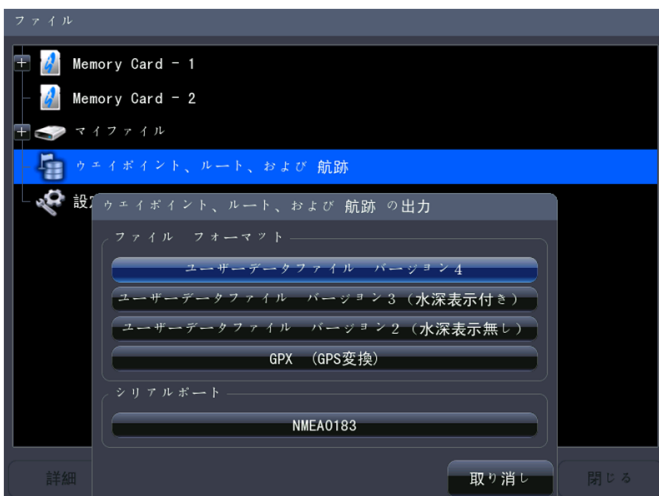 ファイル
Memory Card - 1
Memory Card - 2
マイファイル
ウエイポイント、ルート、および 航跡
設定
ウェイポイント、ルート、および 航跡 の出力
ファイル フォーマット
ユーザーデータファイル バージョン4
ユーザーデータファイル バージョン3 (水深表示付き)
ユーザーデータファイル バージョン2 (水深表示無し)
GPX (GPS変換)
シリアルポート
NMEA0183
詳細
取り消し
閉じる